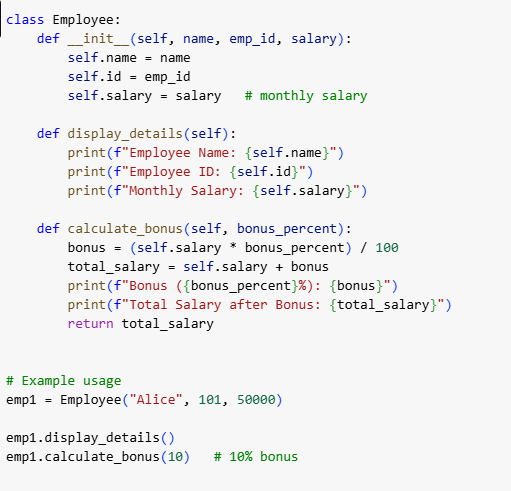 class Employee:
    def __init__(self, name, emp_id, salary):
        self.name = name
        self.id = emp_id
        self.salary = salary   # monthly salary

    def display_details(self):
        print(f"Employee Name: {self.name}")
        print(f"Employee ID: {self.id}")
        print(f"Monthly Salary: {self.salary}")

    def calculate_bonus(self, bonus_percent):
        bonus = (self.salary * bonus_percent) / 100
        total_salary = self.salary + bonus
        print(f"Bonus ({bonus_percent}%): {bonus}")
        print(f"Total Salary after Bonus: {total_salary}")
        return total_salary


# Example usage
emp1 = Employee("Alice", 101, 50000)

emp1.display_details()
emp1.calculate_bonus(10)   # 10% bonus